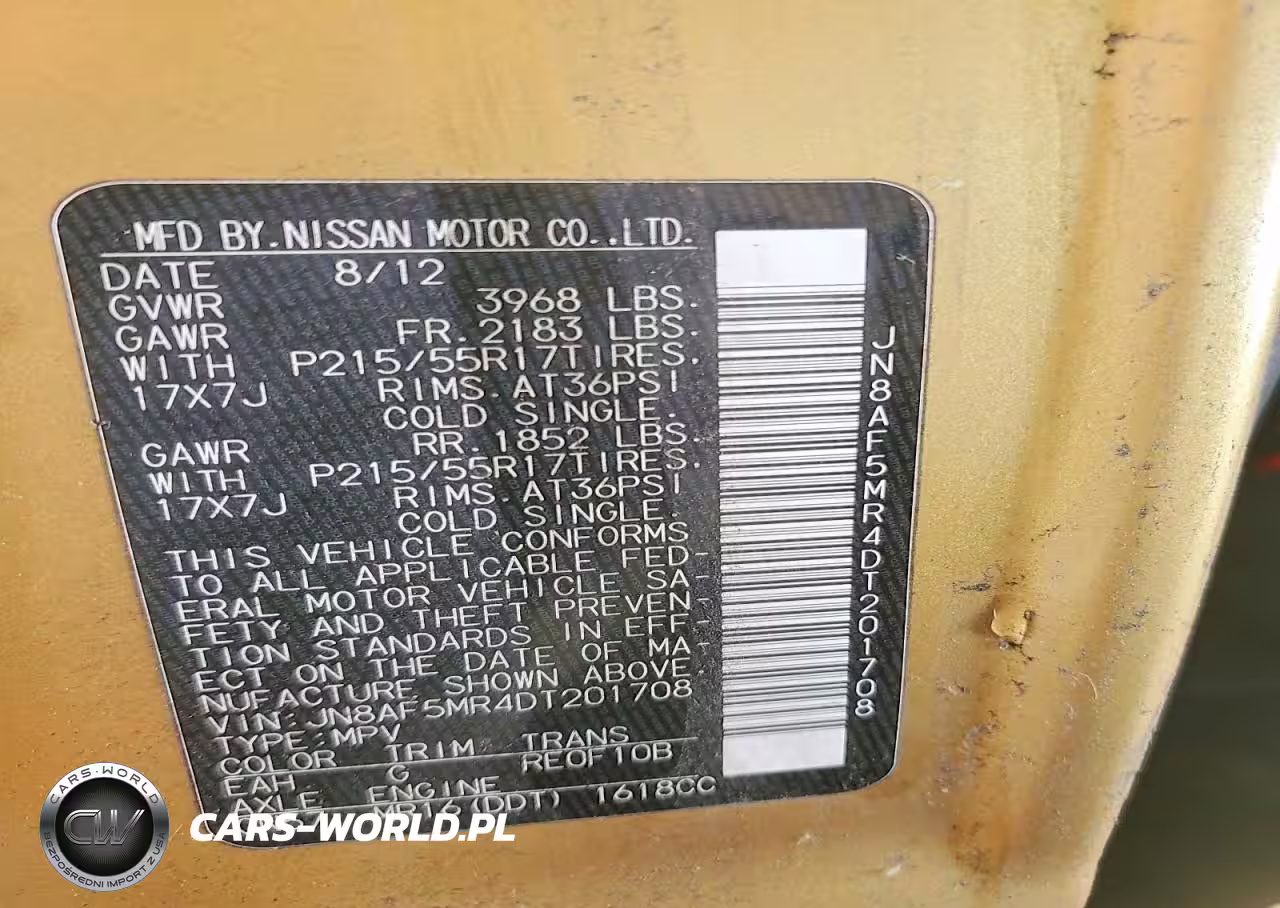 MFD BY.NISSAN MOTOR CO.,LTD.
DATE 8/12
GVWR 3968 LBS.
GAWR FR. 2183 LBS.
WITH P215/55R17TIRES.
17X7J RIMS. AT36PSI
COLD SINGLE.
GAWR RR. 1852 LBS.
WITH P215/55R17TIRES.
17X7J RIMS. AT36PSI
COLD SINGLE.
THIS VEHICLE CONFORMS
TO ALL APPLICABLE FED-
ERAL MOTOR VEHICLE SA-
FETY AND THEFT PREVEN-
TION STANDARDS IN EFF-
ECT ON THE DATE OF MA-
NUFACTURE SHOWN ABOVE.
VIN:JN8AF5MR4DT201708
TYPE:MPV
COLOR TRIM TRANS
EAH G RE0F10B
AXLE ENGINE
MR16(DDT) 1618CC
JN8AF5MR4DT201708
CARS-WORLD
CW
BEZPOŚREDNI IMPORT Z USA
CARS-WORLD.PL